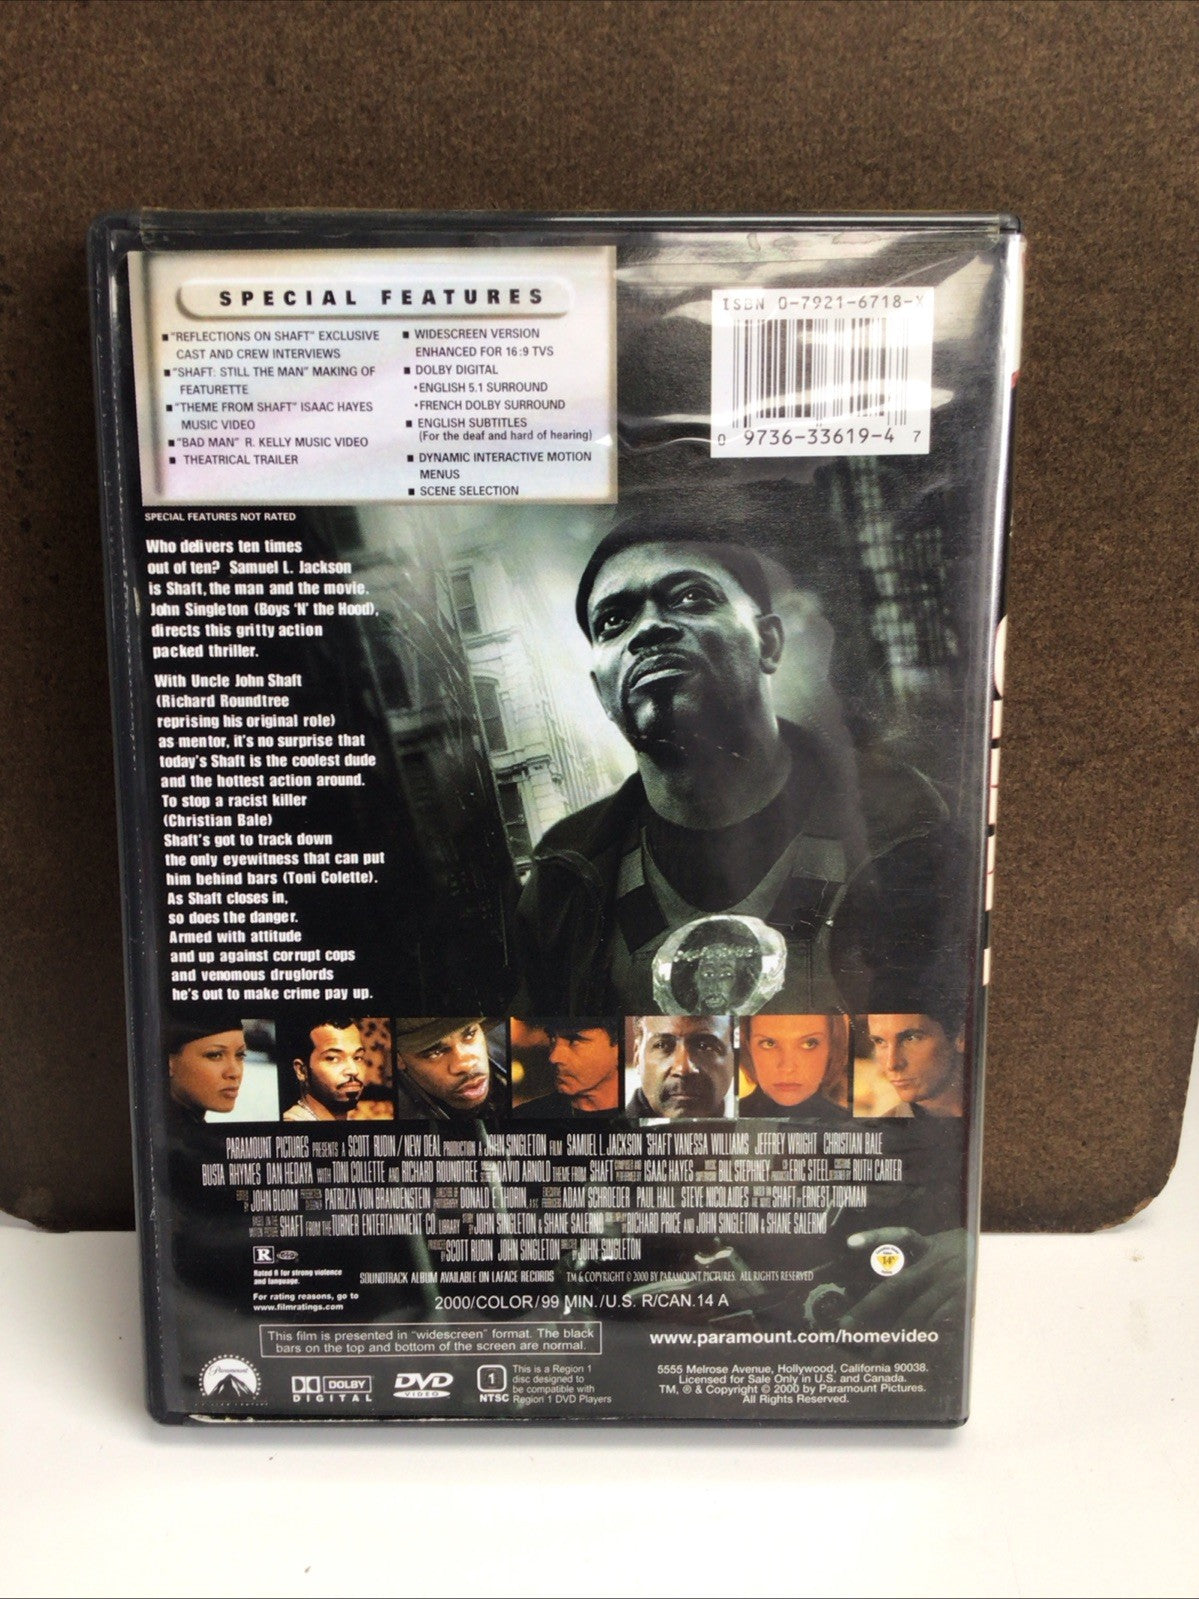 SPECIAL FEATURES
■ "REFLECTIONS ON SHAFT" EXCLUSIVE
CAST AND CREW INTERVIEWS
■ "SHAFT: STILL THE MAN" MAKING OF
FEATURETTE
■ "THEME FROM SHAFT" ISAAC HAYES
MUSIC VIDEO
■ "BAD MAN" R. KELLY MUSIC VIDEO
■ THEATRICAL TRAILER
■ WIDESCREEN VERSION
ENHANCED FOR 16:9 TVS
■ DOLBY DIGITAL
•ENGLISH 5.1 SURROUND
•FRENCH DOLBY SURROUND
■ ENGLISH SUBTITLES
(For the deaf and hard of hearing)
■ DYNAMIC INTERACTIVE MOTION
MENUS
■ SCENE SELECTION
SPECIAL FEATURES NOT RATED
ISBN 0-7921-6718-X
0 9736-33619-4 7
Who delivers ten times
out of ten? Samuel L. Jackson
is Shaft, the man and the movie.
John Singleton (Boys 'N' the Hood),
directs this gritty action
packed thriller.
With Uncle John Shaft
(Richard Roundtree
reprising his original role)
as mentor, it's no surprise that
today's Shaft is the coolest dude
and the hottest action around.
To stop a racist killer
(Christian Bale)
Shaft's got to track down
the only eyewitness that can put
him behind bars (Toni Colette).
As Shaft closes in,
so does the danger.
Armed with attitude
and up against corrupt cops
and venomous druglords
he's out to make crime pay up.
PARAMOUNT PICTURES PRESENTS A SCOTT RUDIN/NEW DEAL PRODUCTION A JOHN SINGLETON FILM SAMUEL L. JACKSON SHAFT VANESSA WILLIAMS JEFFREY WRIGHT CHRISTIAN BALE
BUSTA RHYMES DAN HEDAYA WITH TONI COLLETTE AND RICHARD ROUNDTREE DAVID ARNOLD THEME FROM SHAFT ISAAC HAYES BILL STEPHNEY ERIC STEEL RUTH CARTER
JOHN BLOOM PATRIZIA VON BRANDENSTEIN DONALD E. THORIN, A.S.C. ADAM SCHROEDER PAUL HALL STEVE NICOLAIDES SHAFT BY ERNEST TIDYMAN
SHAFT FROM THE TURNER ENTERTAINMENT CO. LIBRARY JOHN SINGLETON & SHANE SALERNO RICHARD PRICE AND JOHN SINGLETON & SHANE SALERNO
SCOTT RUDIN JOHN SINGLETON JOHN SINGLETON
R
Rated R for strong violence
and language.
For rating reasons, go to
www.filmratings.com
SOUNDTRACK ALBUM AVAILABLE ON LAFACE RECORDS TM & COPYRIGHT © 2000 BY PARAMOUNT PICTURES. ALL RIGHTS RESERVED
2000/COLOR/99 MIN./U.S. R/CAN.14 A
This film is presented in "widescreen" format. The black
bars on the top and bottom of the screen are normal.
www.paramount.com/homevideo
Paramount
DOLBY
DIGITAL
DVD
VIDEO
1
NTSC
This is a Region 1
disc designed to
be compatible with
Region 1 DVD Players
5555 Melrose Avenue, Hollywood, California 90038.
Licensed for Sale Only in U.S. and Canada.
TM, ® & Copyright © 2000 by Paramount Pictures.
All Rights Reserved.